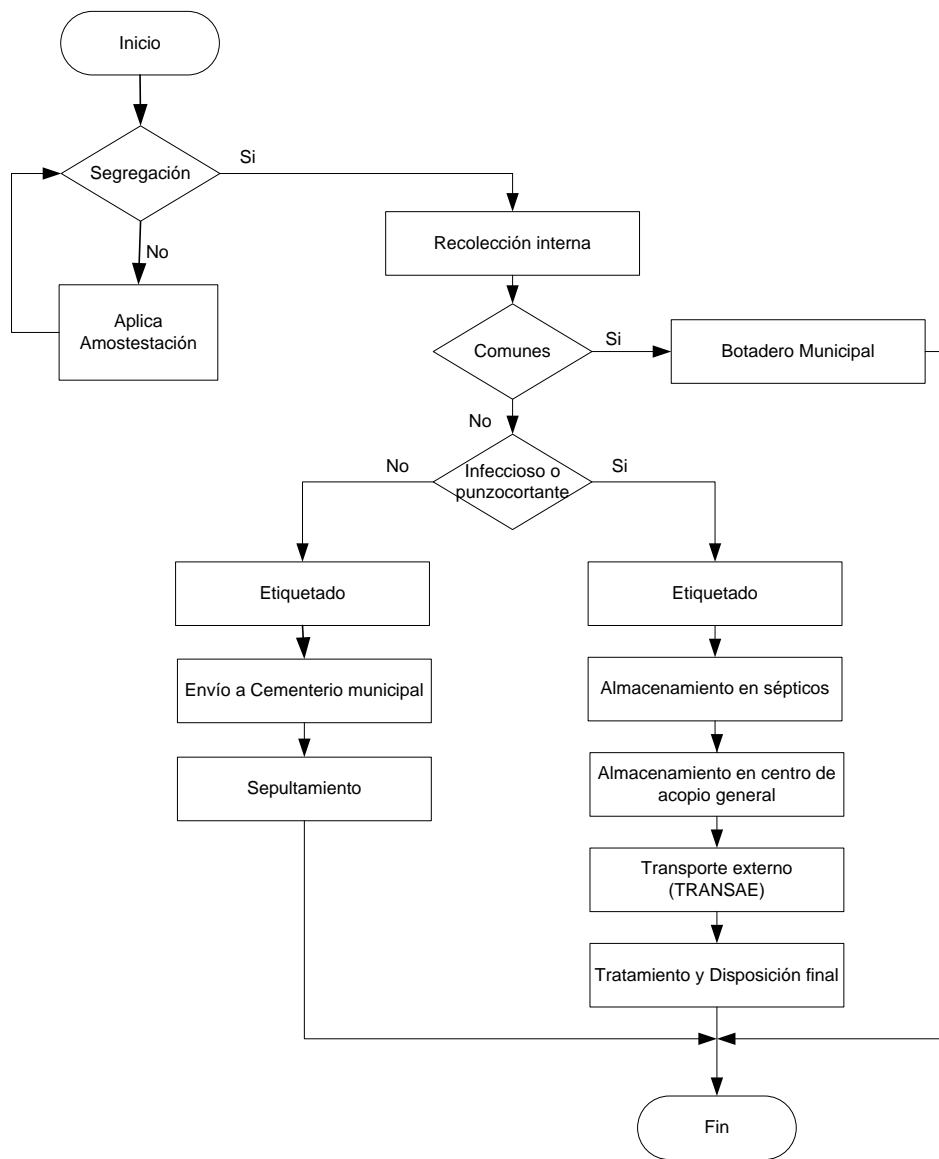 Inicio
Segregación
Si
No
Aplica
Amostestación
Recolección interna
Comunes
Si
Botadero Municipal
No
Infeccioso o
punzocortante
No
Si
Etiquetado
Etiquetado
Envío a Cementerio municipal
Almacenamiento en sépticos
Sepultamiento
Almacenamiento en centro de
acopio general
Transporte externo
(TRANSAE)
Tratamiento y Disposición final
Fin